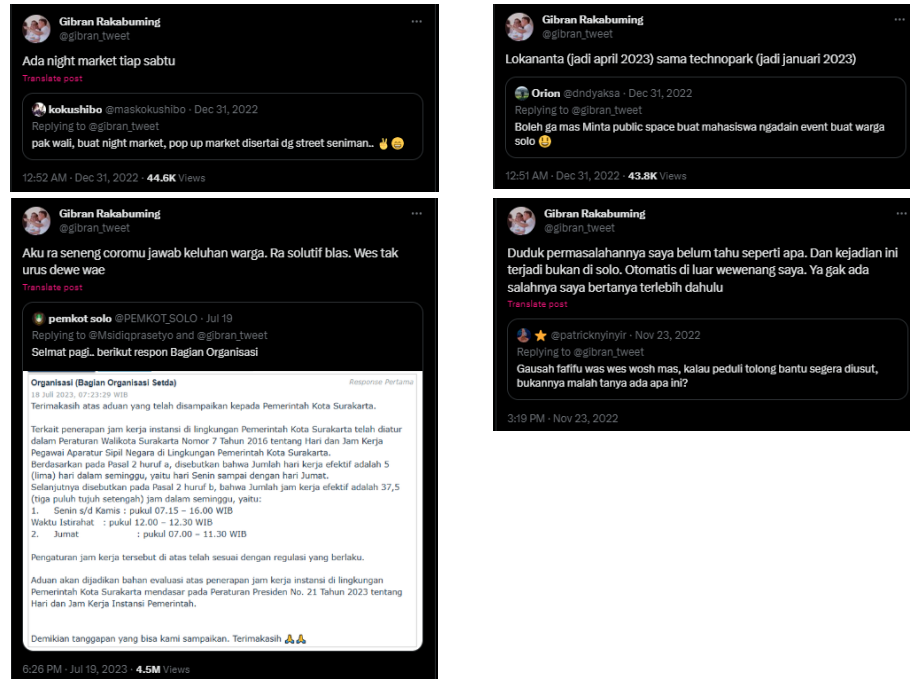 Gibran Rakabuming
@gibran_tweet
Ada night market tiap sabtu
Translate post
kokushibo @maskokushibo · Dec 31, 2022
Replying to @gibran_tweet
pak wali, buat night market, pop up market disertai dg street seniman.. ✌😄
12:52 AM · Dec 31, 2022 · 44.6K Views
Gibran Rakabuming
@gibran_tweet
Lokananta (jadi april 2023) sama technopark (jadi januari 2023)
Orion @dndyaksa · Dec 31, 2022
Replying to @gibran_tweet
Boleh ga mas Minta public space buat mahasiswa ngadain event buat warga
solo 😃
12:51 AM · Dec 31, 2022 · 43.8K Views
Gibran Rakabuming
@gibran_tweet
Aku ra seneng coromu jawab keluhan warga. Ra solutif blas. Wes tak
urus dewe wae
Translate post
pemkot solo @PEMKOT_SOLO · Jul 19
Replying to @Msidiqprasetyo and @gibran_tweet
Selmat pagi.. berikut respon Bagian Organisasi
Organisasi (Bagian Organisasi Setda) Response Pertama
18 Juli 2023, 07:23:29 WIB
Terimakasih atas aduan yang telah disampaikan kepada Pemerintah Kota Surakarta.
Terkait penerapan jam kerja instansi di lingkungan Pemerintah Kota Surakarta telah diatur
dalam Peraturan Walikota Surakarta Nomor 7 Tahun 2016 tentang Hari dan Jam Kerja
Pegawai Aparatur Sipil Negara di Lingkungan Pemerintah Kota Surakarta.
Berdasarkan pada Pasal 2 huruf a, disebutkan bahwa Jumlah hari kerja efektif adalah 5
(lima) hari dalam seminggu, yaitu hari Senin sampai dengan hari Jumat.
Selanjutnya disebutkan pada Pasal 2 huruf b, bahwa Jumlah jam kerja efektif adalah 37,5
(tiga puluh tujuh setengah) jam dalam seminggu, yaitu:
1. Senin s/d Kamis : pukul 07.15 – 16.00 WIB
Waktu Istirahat : pukul 12.00 – 12.30 WIB
2. Jumat : pukul 07.00 – 11.30 WIB
Pengaturan jam kerja tersebut di atas telah sesuai dengan regulasi yang berlaku.
Aduan akan dijadikan bahan evaluasi atas penerapan jam kerja instansi di lingkungan
Pemerintah Kota Surakarta mendasar pada Peraturan Presiden No. 21 Tahun 2023 tentang
Hari dan Jam Kerja Instansi Pemerintah.
Demikian tanggapan yang bisa kami sampaikan. Terimakasih 🙏🙏
6:26 PM · Jul 19, 2023 · 4.5M Views
Gibran Rakabuming
@gibran_tweet
Duduk permasalahannya saya belum tahu seperti apa. Dan kejadian ini
terjadi bukan di solo. Otomatis di luar wewenang saya. Ya gak ada
salahnya saya bertanya terlebih dahulu
Translate post
⭐ @patricknyinyir · Nov 23, 2022
Replying to @gibran_tweet
Gausah fafifu was wes wosh mas, kalau peduli tolong bantu segera diusut,
bukannya malah tanya ada apa ini?
3:19 PM · Nov 23, 2022